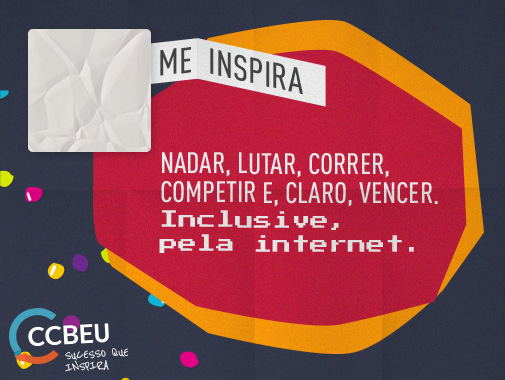 ME INSPIRA
NADAR, LUTAR, CORRER,
COMPETIR E, CLARO, VENCER.
Inclusive,
pela internet.
CCBEU
SUCESSO QUE
INSPIRA